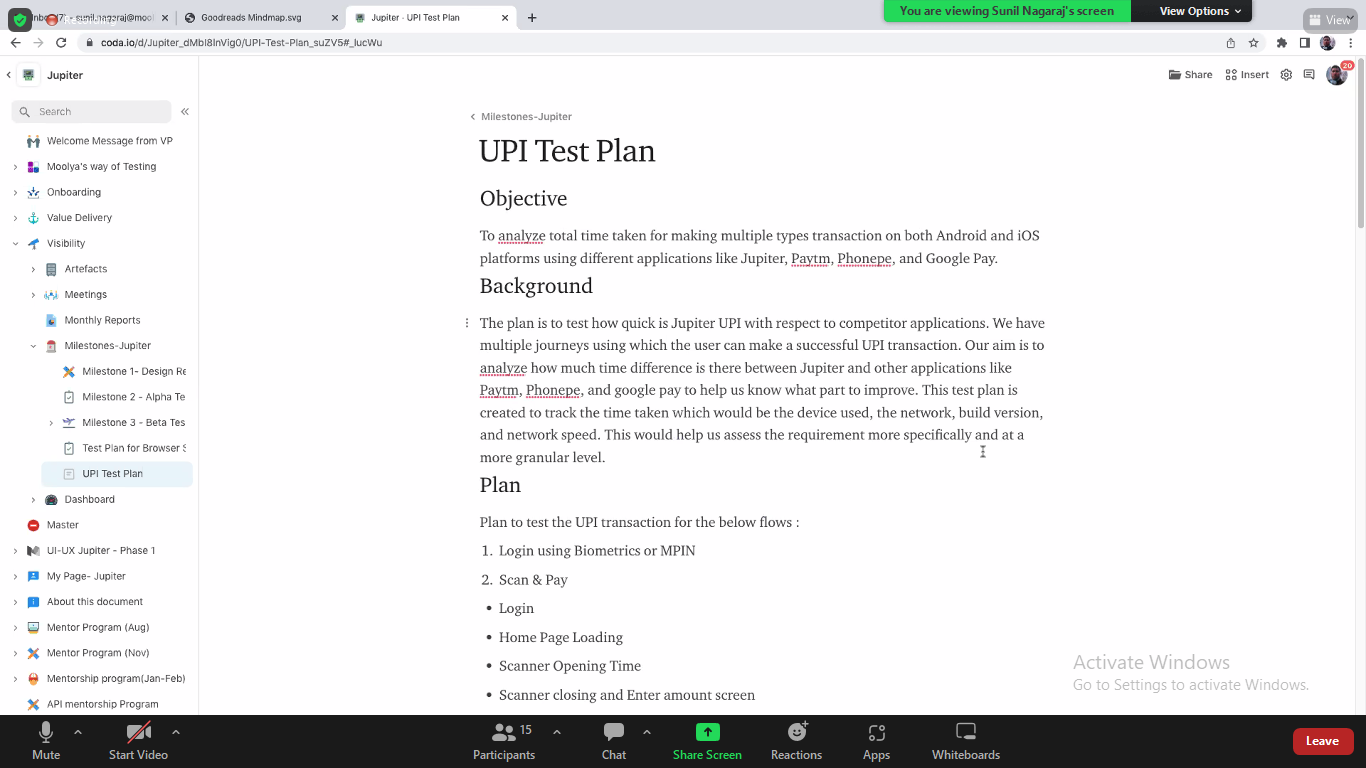 Goodreads Mindmap.svg
Jupiter · UPI Test Plan
You are viewing Sunil Nagaraj's screen
View Options
View
coda.io/d/Jupiter_dMbI8lnVig0/UPI-Test-Plan_suZV5#_lucWu
Jupiter
Share
Insert
20
Search
Welcome Message from VP
Moolya's way of Testing
Onboarding
Value Delivery
Visibility
Artefacts
Meetings
Monthly Reports
Milestones-Jupiter
Milestone 1- Design Re
Milestone 2 - Alpha Te
Milestone 3 - Beta Tes
Test Plan for Browser S
UPI Test Plan
Dashboard
Master
UI-UX Jupiter - Phase 1
My Page- Jupiter
About this document
Mentor Program (Aug)
Mentor Program (Nov)
Mentorship program(Jan-Feb)
API mentorship Program
Milestones-Jupiter
UPI Test Plan
Objective
To analyze total time taken for making multiple types transaction on both Android and iOS
platforms using different applications like Jupiter, Paytm, Phonepe, and Google Pay.
Background
The plan is to test how quick is Jupiter UPI with respect to competitor applications. We have
multiple journeys using which the user can make a successful UPI transaction. Our aim is to
analyze how much time difference is there between Jupiter and other applications like
Paytm, Phonepe, and google pay to help us know what part to improve. This test plan is
created to track the time taken which would be the device used, the network, build version,
and network speed. This would help us assess the requirement more specifically and at a
more granular level.
Plan
Plan to test the UPI transaction for the below flows :
1. Login using Biometrics or MPIN
2. Scan & Pay
• Login
• Home Page Loading
• Scanner Opening Time
• Scanner closing and Enter amount screen
Activate Windows
Go to Settings to activate Windows.
Mute
Start Video
15
Participants
Chat
Share Screen
Reactions
Apps
Whiteboards
Leave